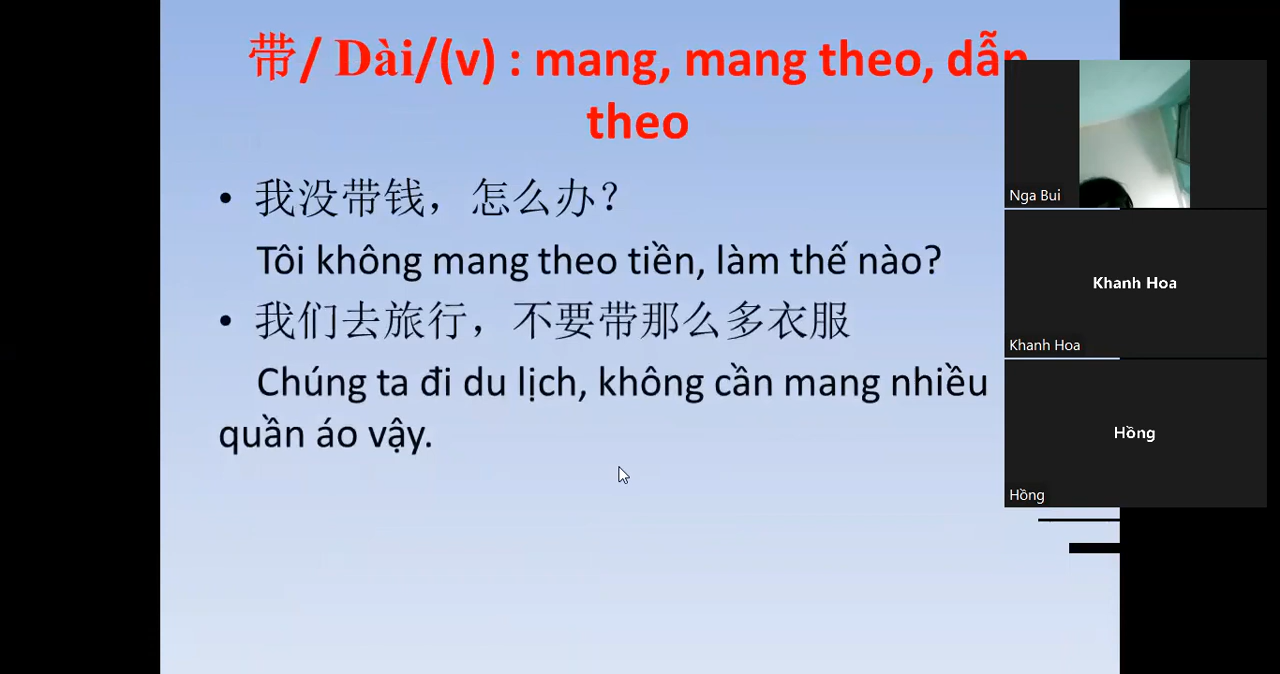 带/ Dài/(v) : mang, mang theo, dẫn
theo
• 我没带钱，怎么办？
Tôi không mang theo tiền, làm thế nào?
• 我们去旅行，不要带那么多衣服
Chúng ta đi du lịch, không cần mang nhiều
quần áo vậy.
Nga Bui
Khanh Hoa
Khanh Hoa
Hồng
Hồng